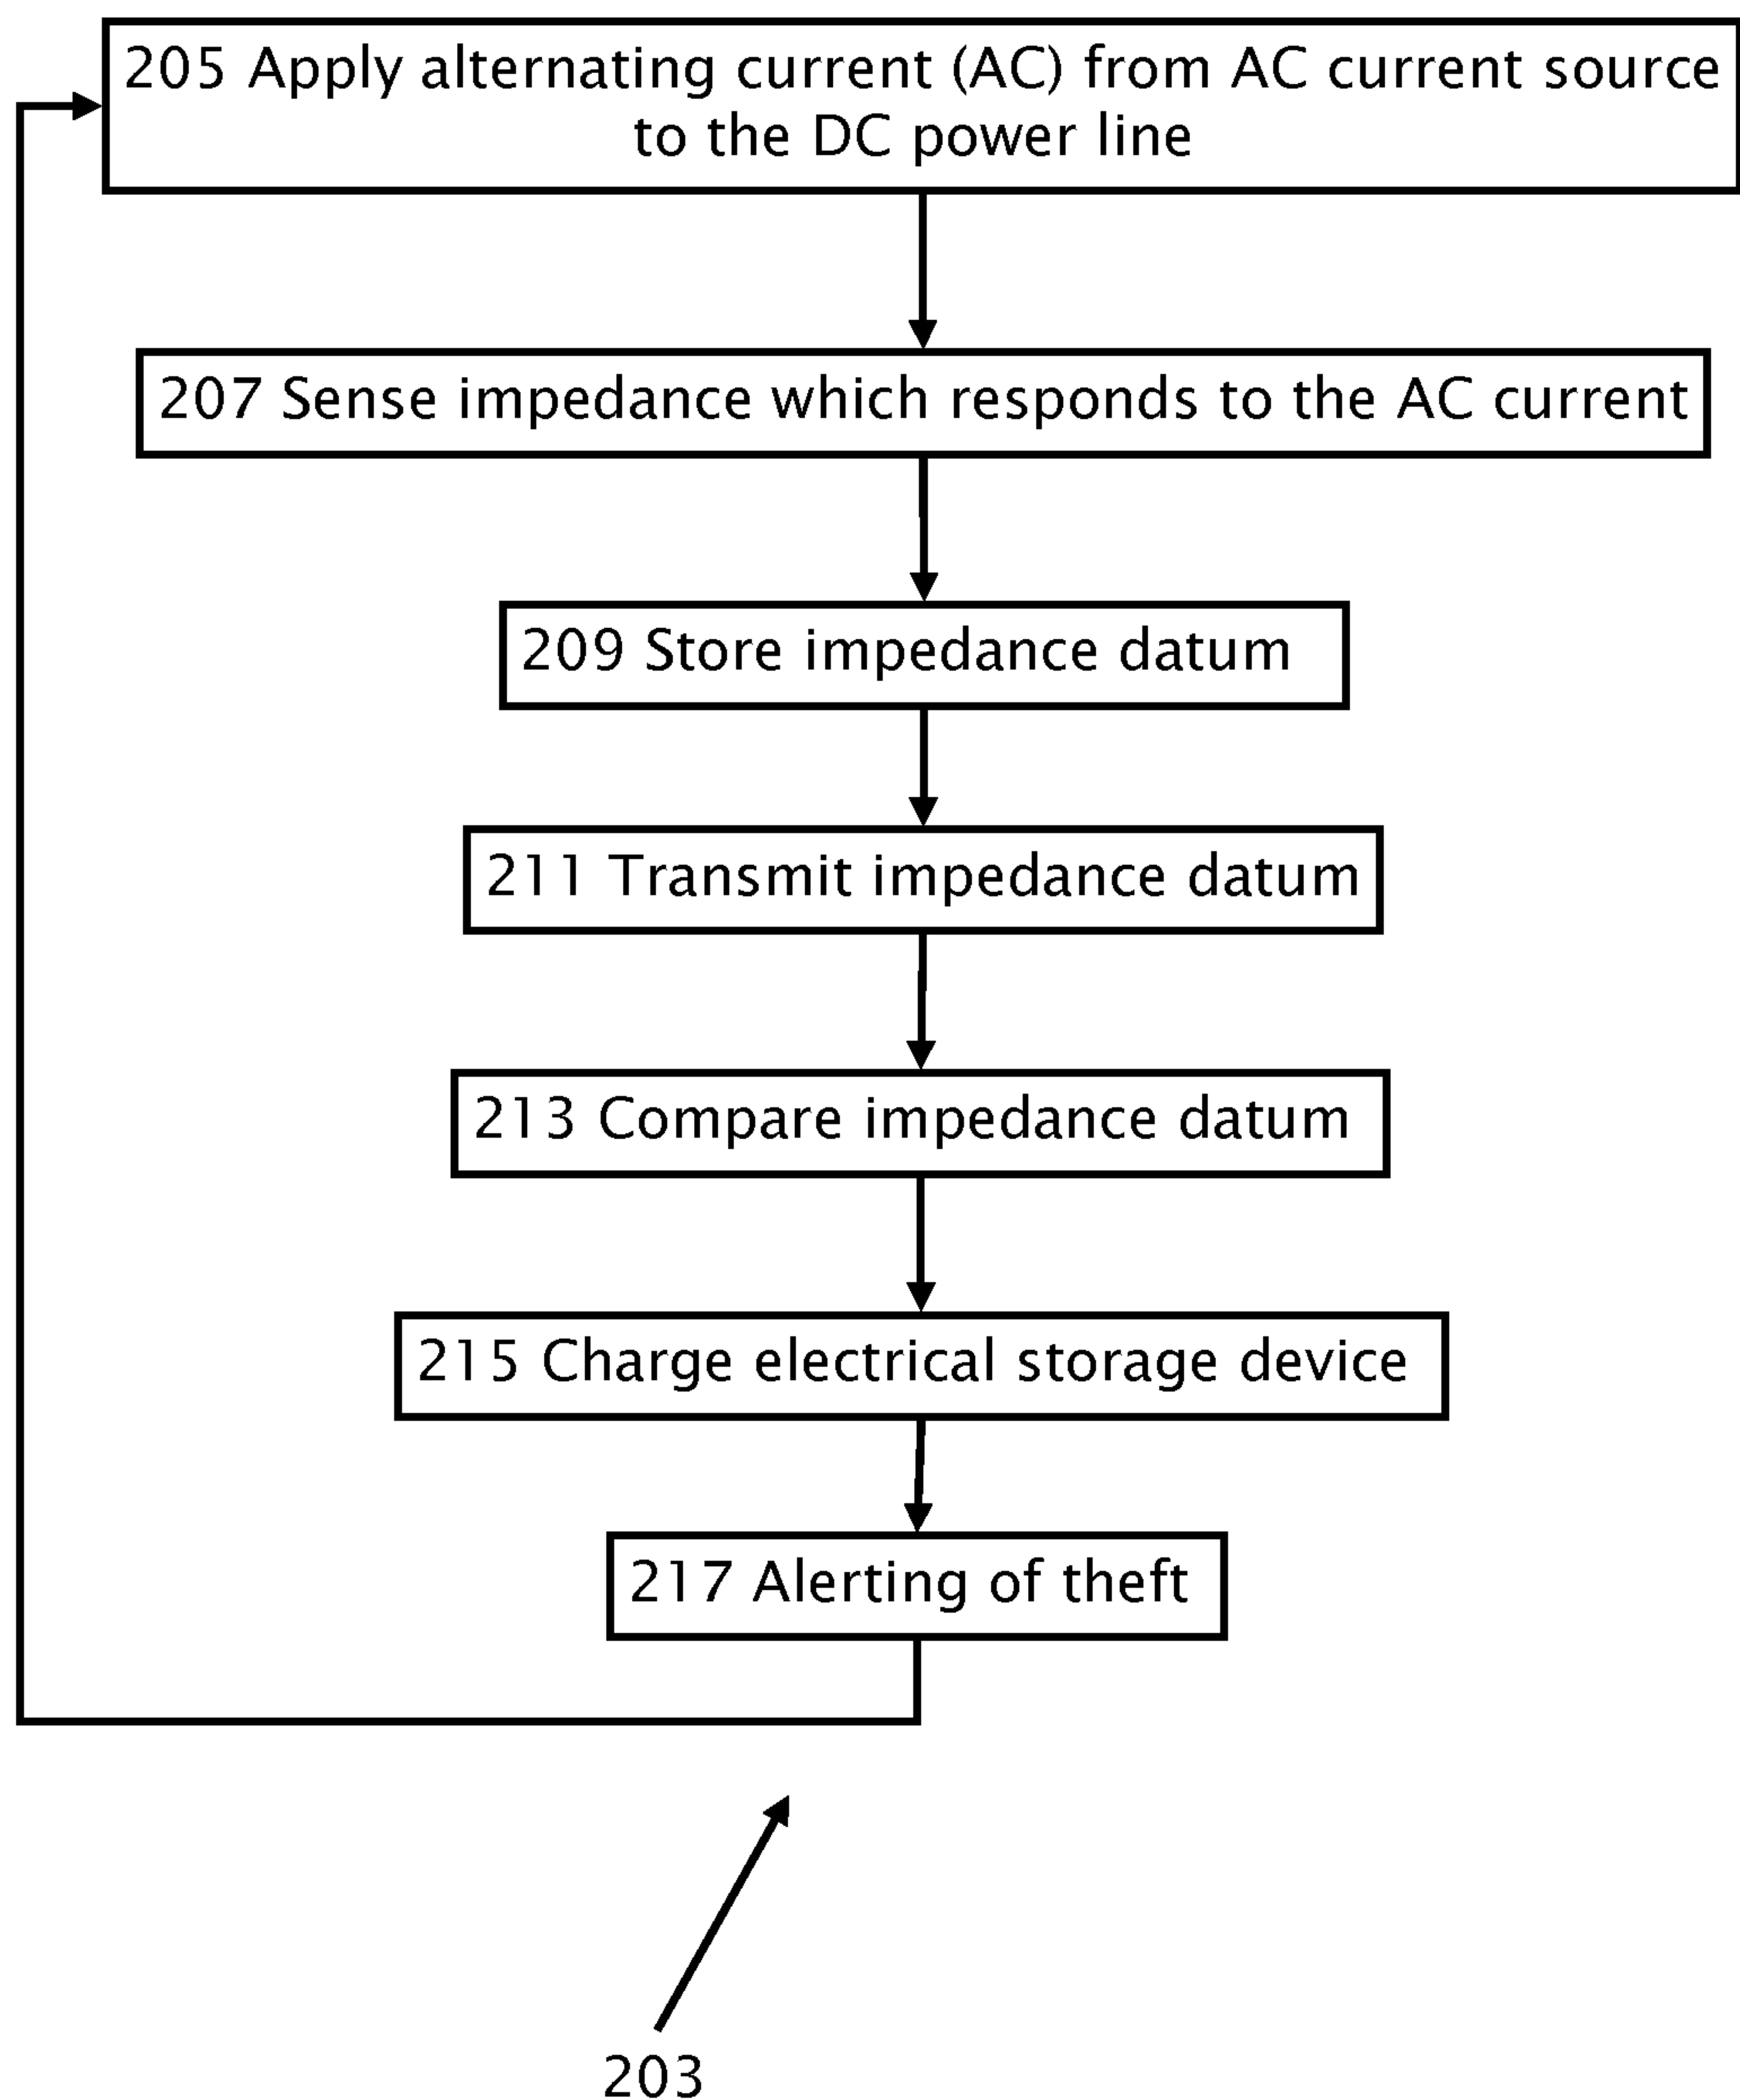 205 Apply alternating current (AC) from AC current source
to the DC power line
207 Sense impedance which responds to the AC current
209 Store impedance datum
211 Transmit impedance datum
213 Compare impedance datum
215 Charge electrical storage device
217 Alerting of theft
203